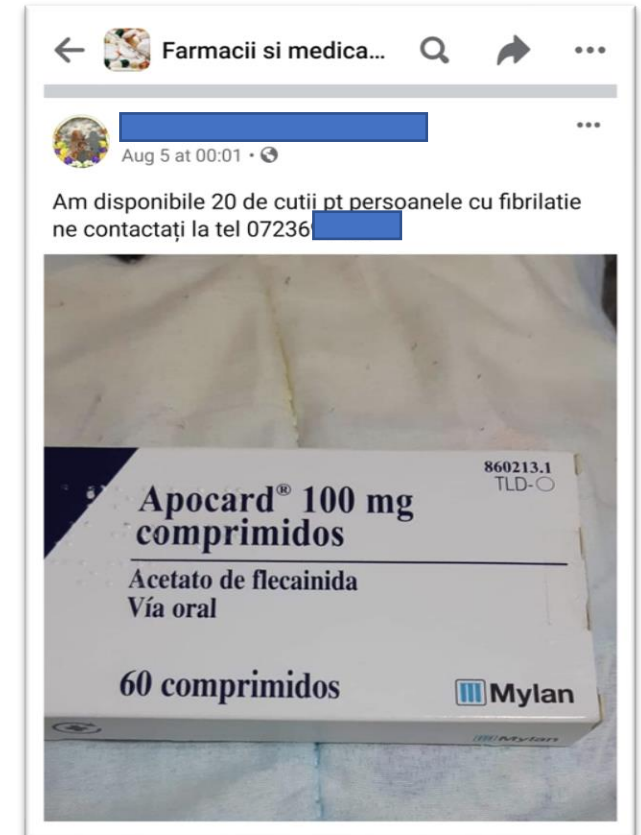 Farmacii si medica...
Aug 5 at 00:01 •
Am disponibile 20 de cutii pt persoanele cu fibrilatie
ne contactați la tel 07236
860213.1
TLD-
Apocard® 100 mg
comprimidos
Acetato de flecainida
Vía oral
60 comprimidos
Mylan
Mylan